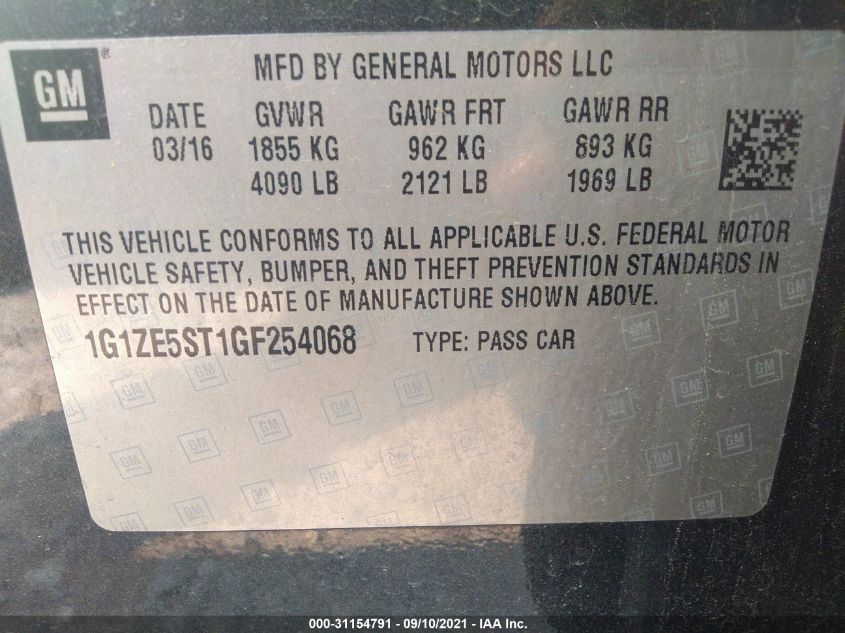 GM
MFD BY GENERAL MOTORS LLC
DATE GVWR GAWR FRT GAWR RR
03/16 1855 KG 962 KG 893 KG
4090 LB 2121 LB 1969 LB
THIS VEHICLE CONFORMS TO ALL APPLICABLE U.S. FEDERAL MOTOR
VEHICLE SAFETY, BUMPER, AND THEFT PREVENTION STANDARDS IN
EFFECT ON THE DATE OF MANUFACTURE SHOWN ABOVE.
1G1ZE5ST1GF254068 TYPE: PASS CAR
000-31154791 - 09/10/2021 - IAA Inc.